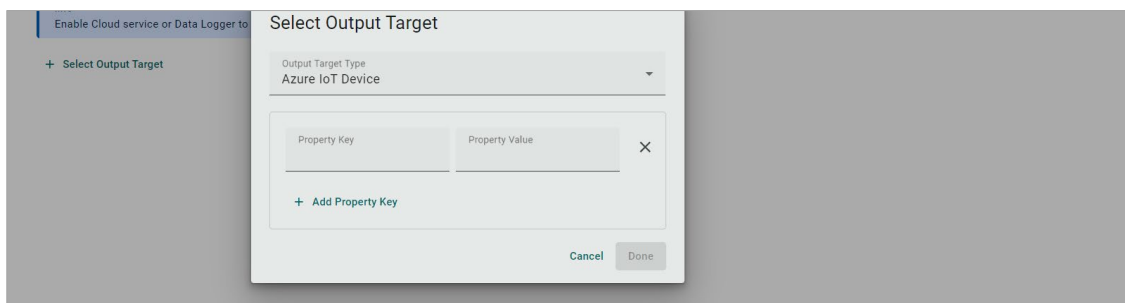 Enable Cloud service or Data Logger to
+ Select Output Target
Select Output Target
Output Target Type
Azure IoT Device
Property Key
Property Value
+ Add Property Key
Cancel
Done